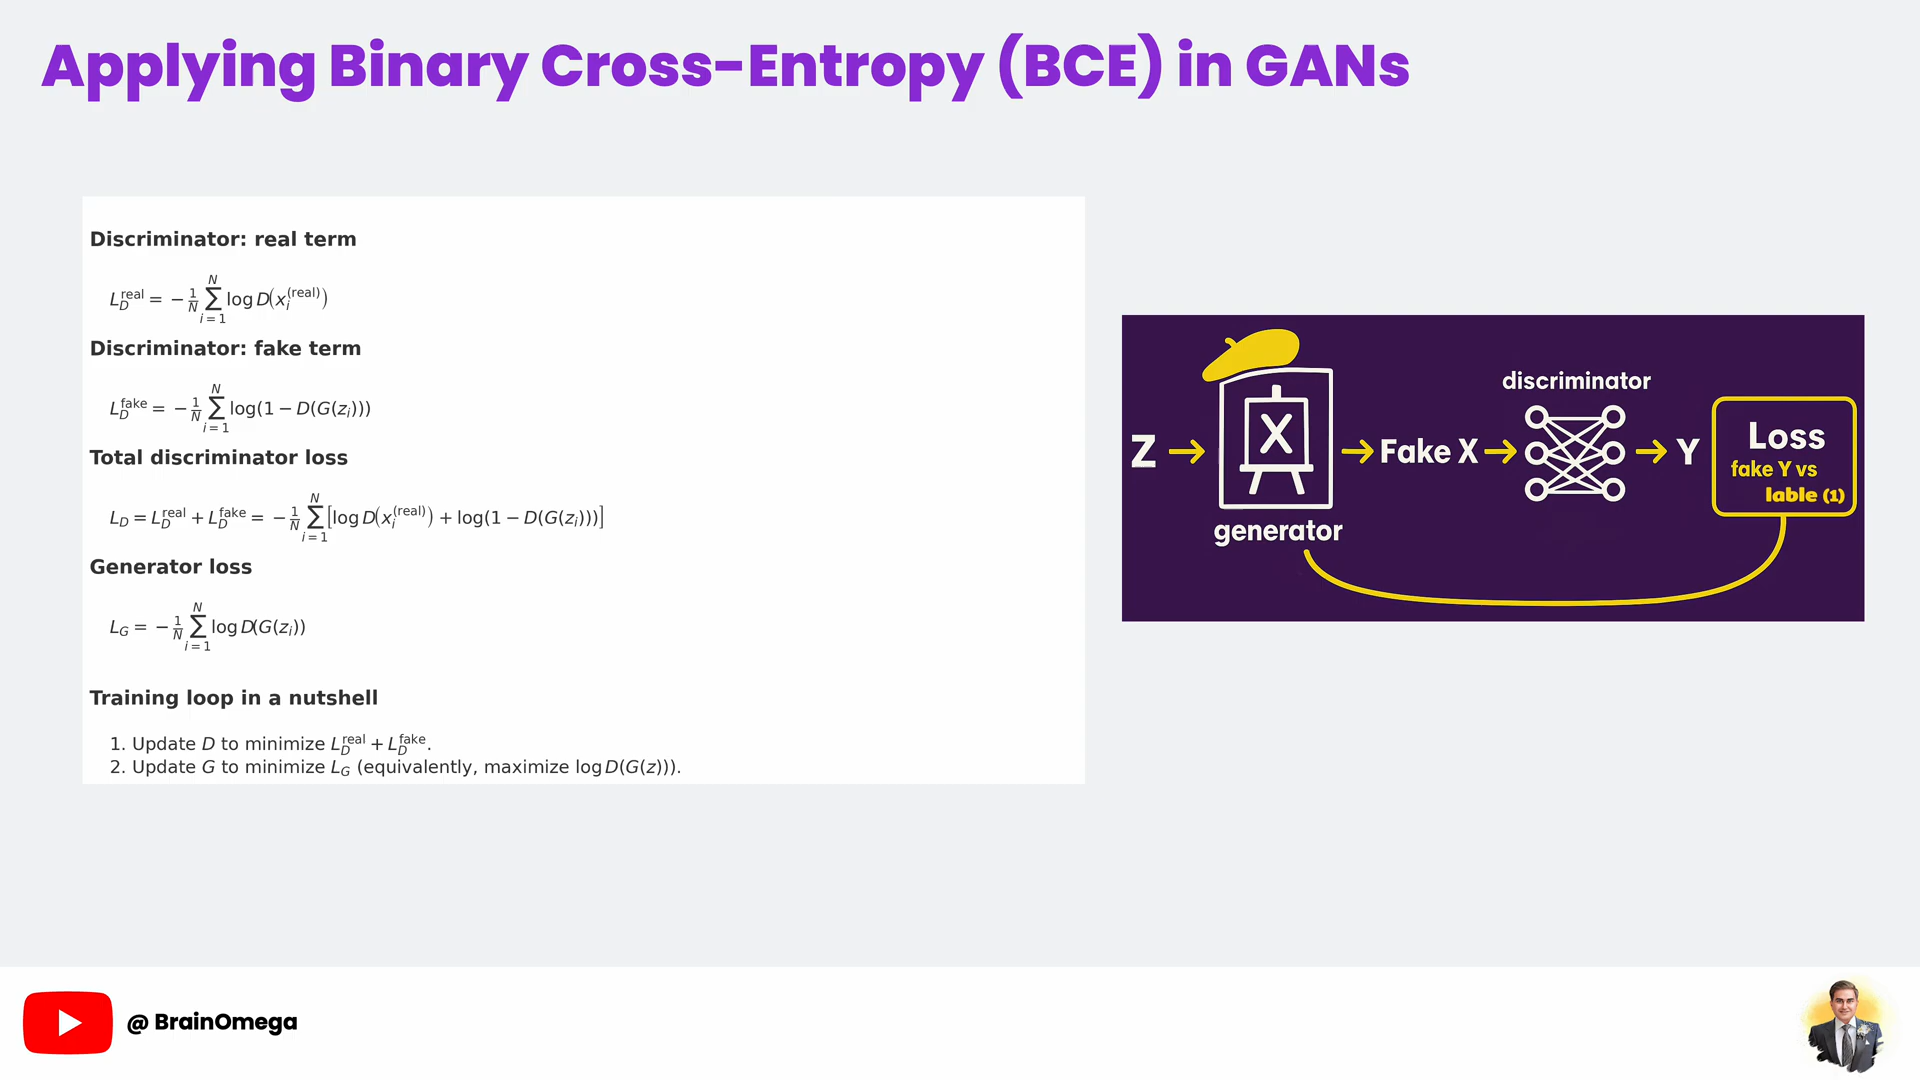 Applying Binary Cross-Entropy (BCE) in GANs
Discriminator: real term
L_D^real = − 1/N ∑_{i=1}^{N} log D(x_i^(real))
Discriminator: fake term
L_D^fake = − 1/N ∑_{i=1}^{N} log(1 − D(G(z_i)))
Total discriminator loss
L_D = L_D^real + L_D^fake = − 1/N ∑_{i=1}^{N} [log D(x_i^(real)) + log(1 − D(G(z_i)))]
Generator loss
L_G = − 1/N ∑_{i=1}^{N} log D(G(z_i))
Training loop in a nutshell
1. Update D to minimize L_D^real + L_D^fake.
2. Update G to minimize L_G (equivalently, maximize log D(G(z))).
discriminator
Z → X → Fake X → → Y
Loss
fake Y vs
lable (1)
generator
@ BrainOmega